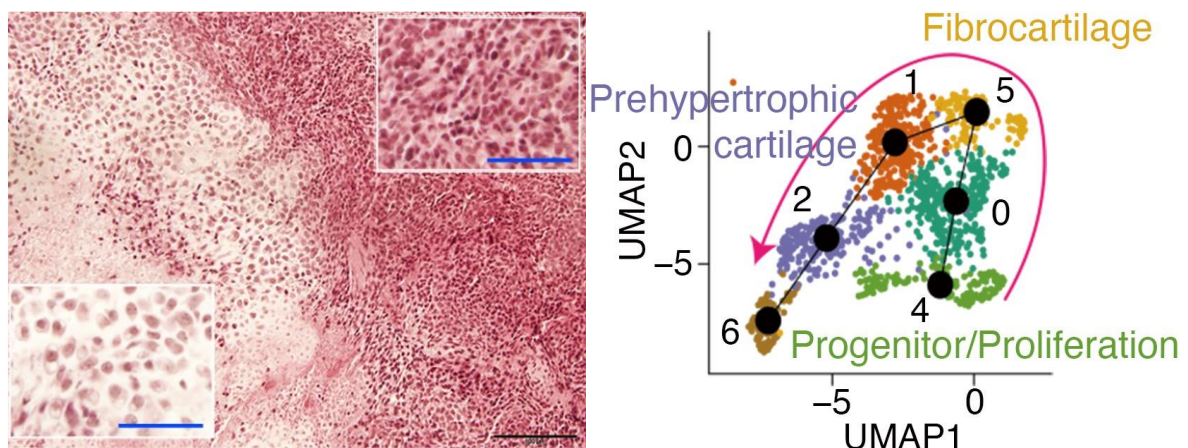 Fibrocartilage
1
5
Prehypertrophic
cartilage
0
2
0
−5
4
6
Progenitor/Proliferation
−5
0
UMAP2
UMAP1